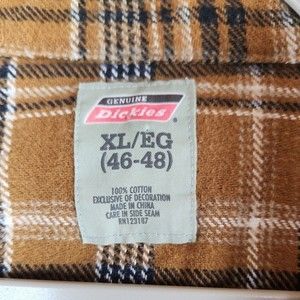 GENUINE
Dickies
®
XL/EG
(46-48)
100% COTTON
EXCLUSIVE OF DECORATION
MADE IN CHINA
CARE IN SIDE SEAM
RN123187